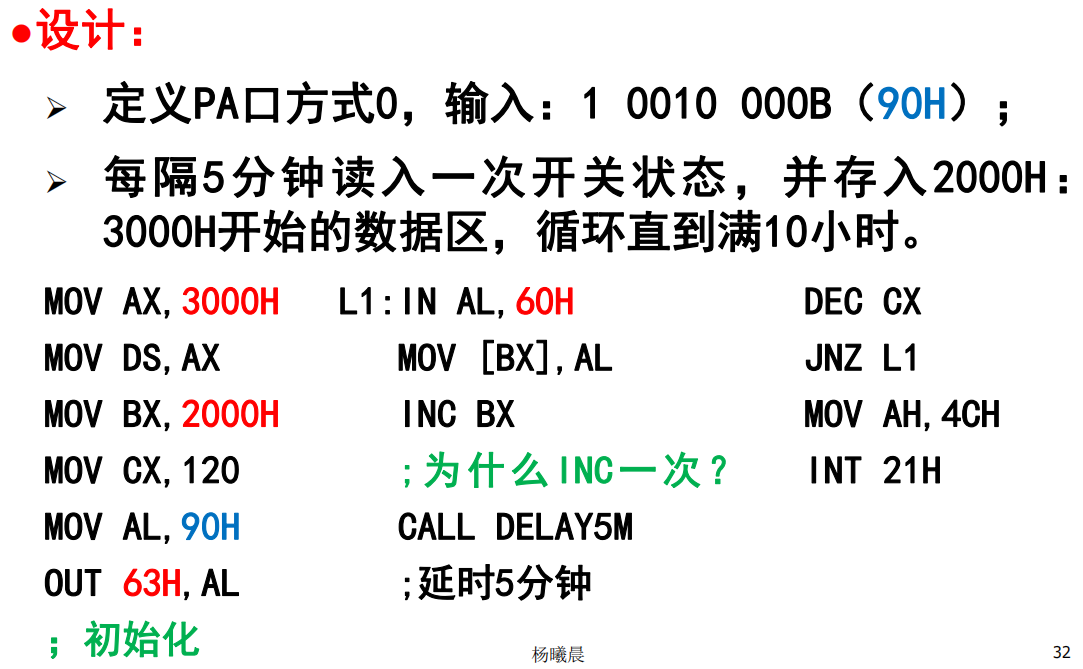 ●设计：
➢ 定义PA口方式0，输入：1 0010 000B（90H）；
➢ 每隔5分钟读入一次开关状态，并存入2000H：
3000H开始的数据区，循环直到满10小时。
MOV AX,3000H
MOV DS,AX
MOV BX,2000H
MOV CX,120
MOV AL,90H
OUT 63H,AL
；初始化
L1:IN AL,60H
MOV [BX],AL
INC BX
;为什么INC一次？
CALL DELAY5M
;延时5分钟
DEC CX
JNZ L1
MOV AH,4CH
INT 21H
杨曦晨
32